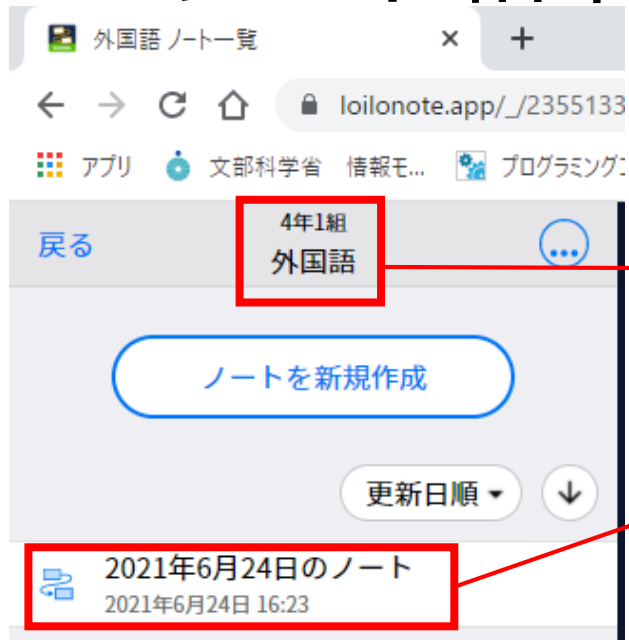 外国語 ノート一覧
loilonote.app/_/2355133
アプリ 文部科学省 情報モ... プログラミング
4年1組
戻る 外国語
ノートを新規作成
更新日順
2021年6月24日のノート
2021年6月24日 16:23